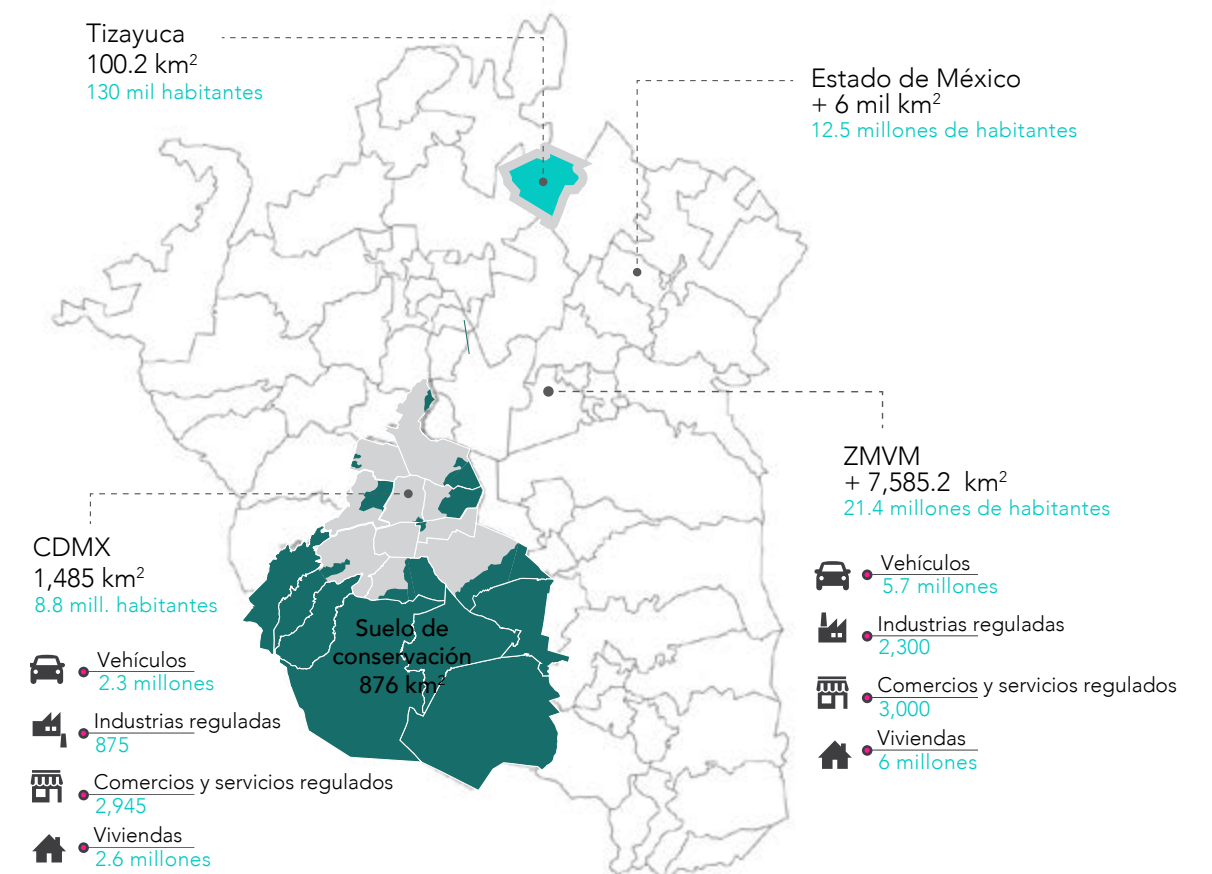 Tizayuca
100.2 km²
130 mil habitantes
Estado de México
+ 6 mil km²
12.5 millones de habitantes
ZMVM
+ 7,585.2 km²
21.4 millones de habitantes
Vehículos
5.7 millones
Industrias reguladas
2,300
Comercios y servicios regulados
3,000
Viviendas
6 millones
CDMX
1,485 km²
8.8 mill. habitantes
Vehículos
2.3 millones
Industrias reguladas
875
Comercios y servicios regulados
2,945
Viviendas
2.6 millones
Suelo de
conservación
876 km²